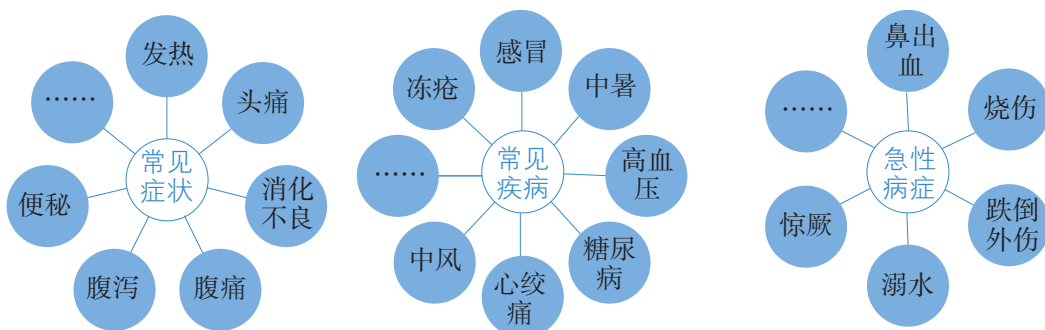 常见
症状
发热
头痛
消化
不良
腹痛
腹泻
便秘
……
常见
疾病
感冒
中暑
高血
压
糖尿
病
心绞
痛
中风
……
冻疮
急性
病症
鼻出
血
烧伤
跌倒
外伤
溺水
惊厥
……